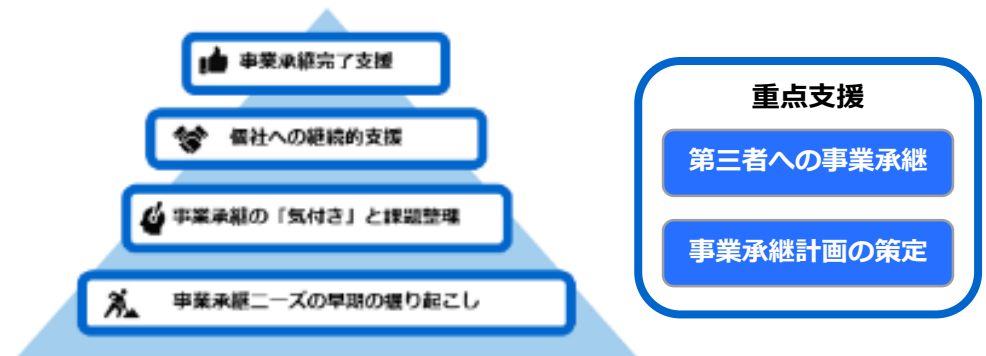 事業承継完了支援
個社への継続的支援
事業承継の「気付き」と課題整理
事業承継ニーズの早期の掘り起こし
重点支援
第三者への事業承継
事業承継計画の策定